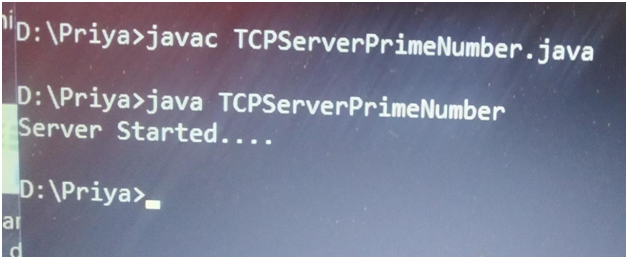 D:\Priya>javac TCPServerPrimeNumber.java
D:\Priya>java TCPServerPrimeNumber
Server Started....
D:\Priya>